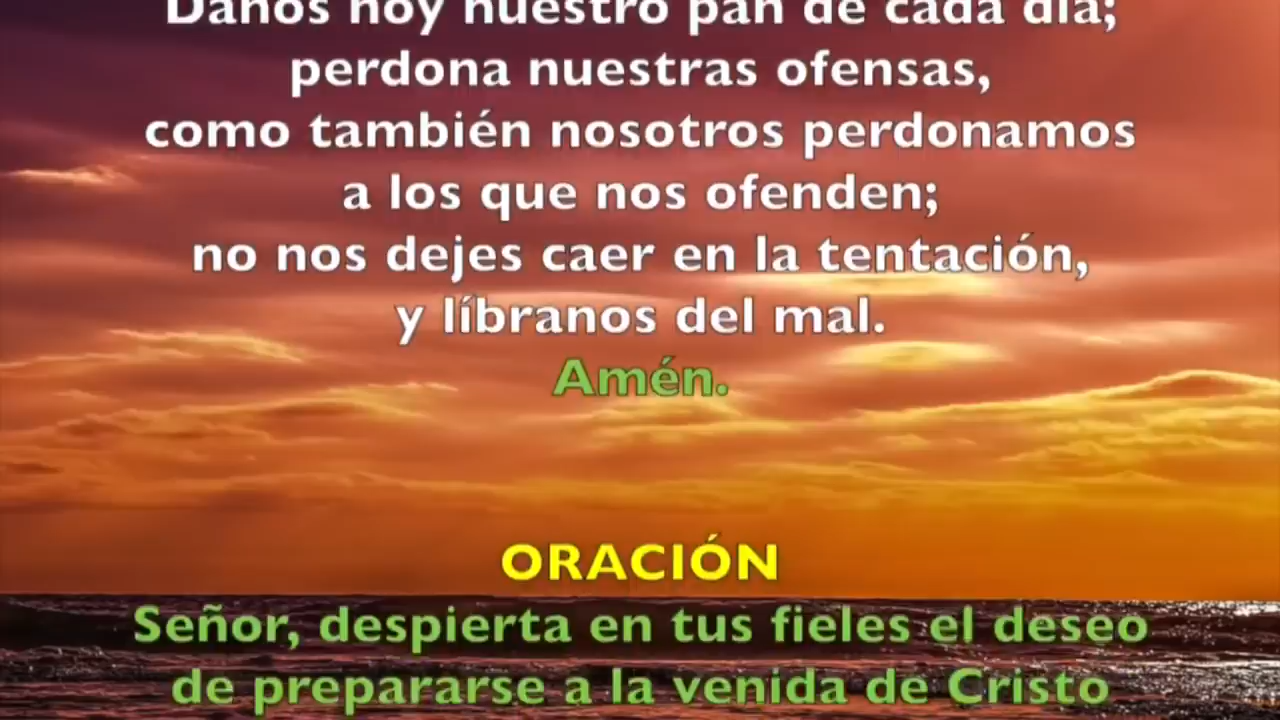 Danos hoy nuestro pan de cada día;
perdona nuestras ofensas,
como también nosotros perdonamos
a los que nos ofenden;
no nos dejes caer en la tentación,
y líbranos del mal.
Amén.
ORACIÓN
Señor, despierta en tus fieles el deseo
de prepararse a la venida de Cristo